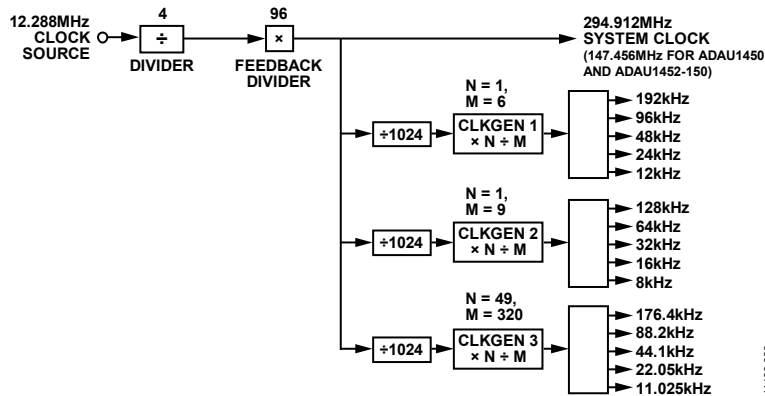 12.288MHz
CLOCK
SOURCE
4
÷
DIVIDER
96
×
FEEDBACK
DIVIDER
294.912MHz
SYSTEM CLOCK
(147.456MHz FOR ADAU1450
AND ADAU1452-150)
N = 1,
M = 6
÷1024
CLKGEN 1
× N ÷ M
192kHz
96kHz
48kHz
24kHz
12kHz
N = 1,
M = 9
÷1024
CLKGEN 2
× N ÷ M
128kHz
64kHz
32kHz
16kHz
8kHz
N = 49,
M = 320
÷1024
CLKGEN 3
× N ÷ M
176.4kHz
88.2kHz
44.1kHz
22.05kHz
11.025kHz